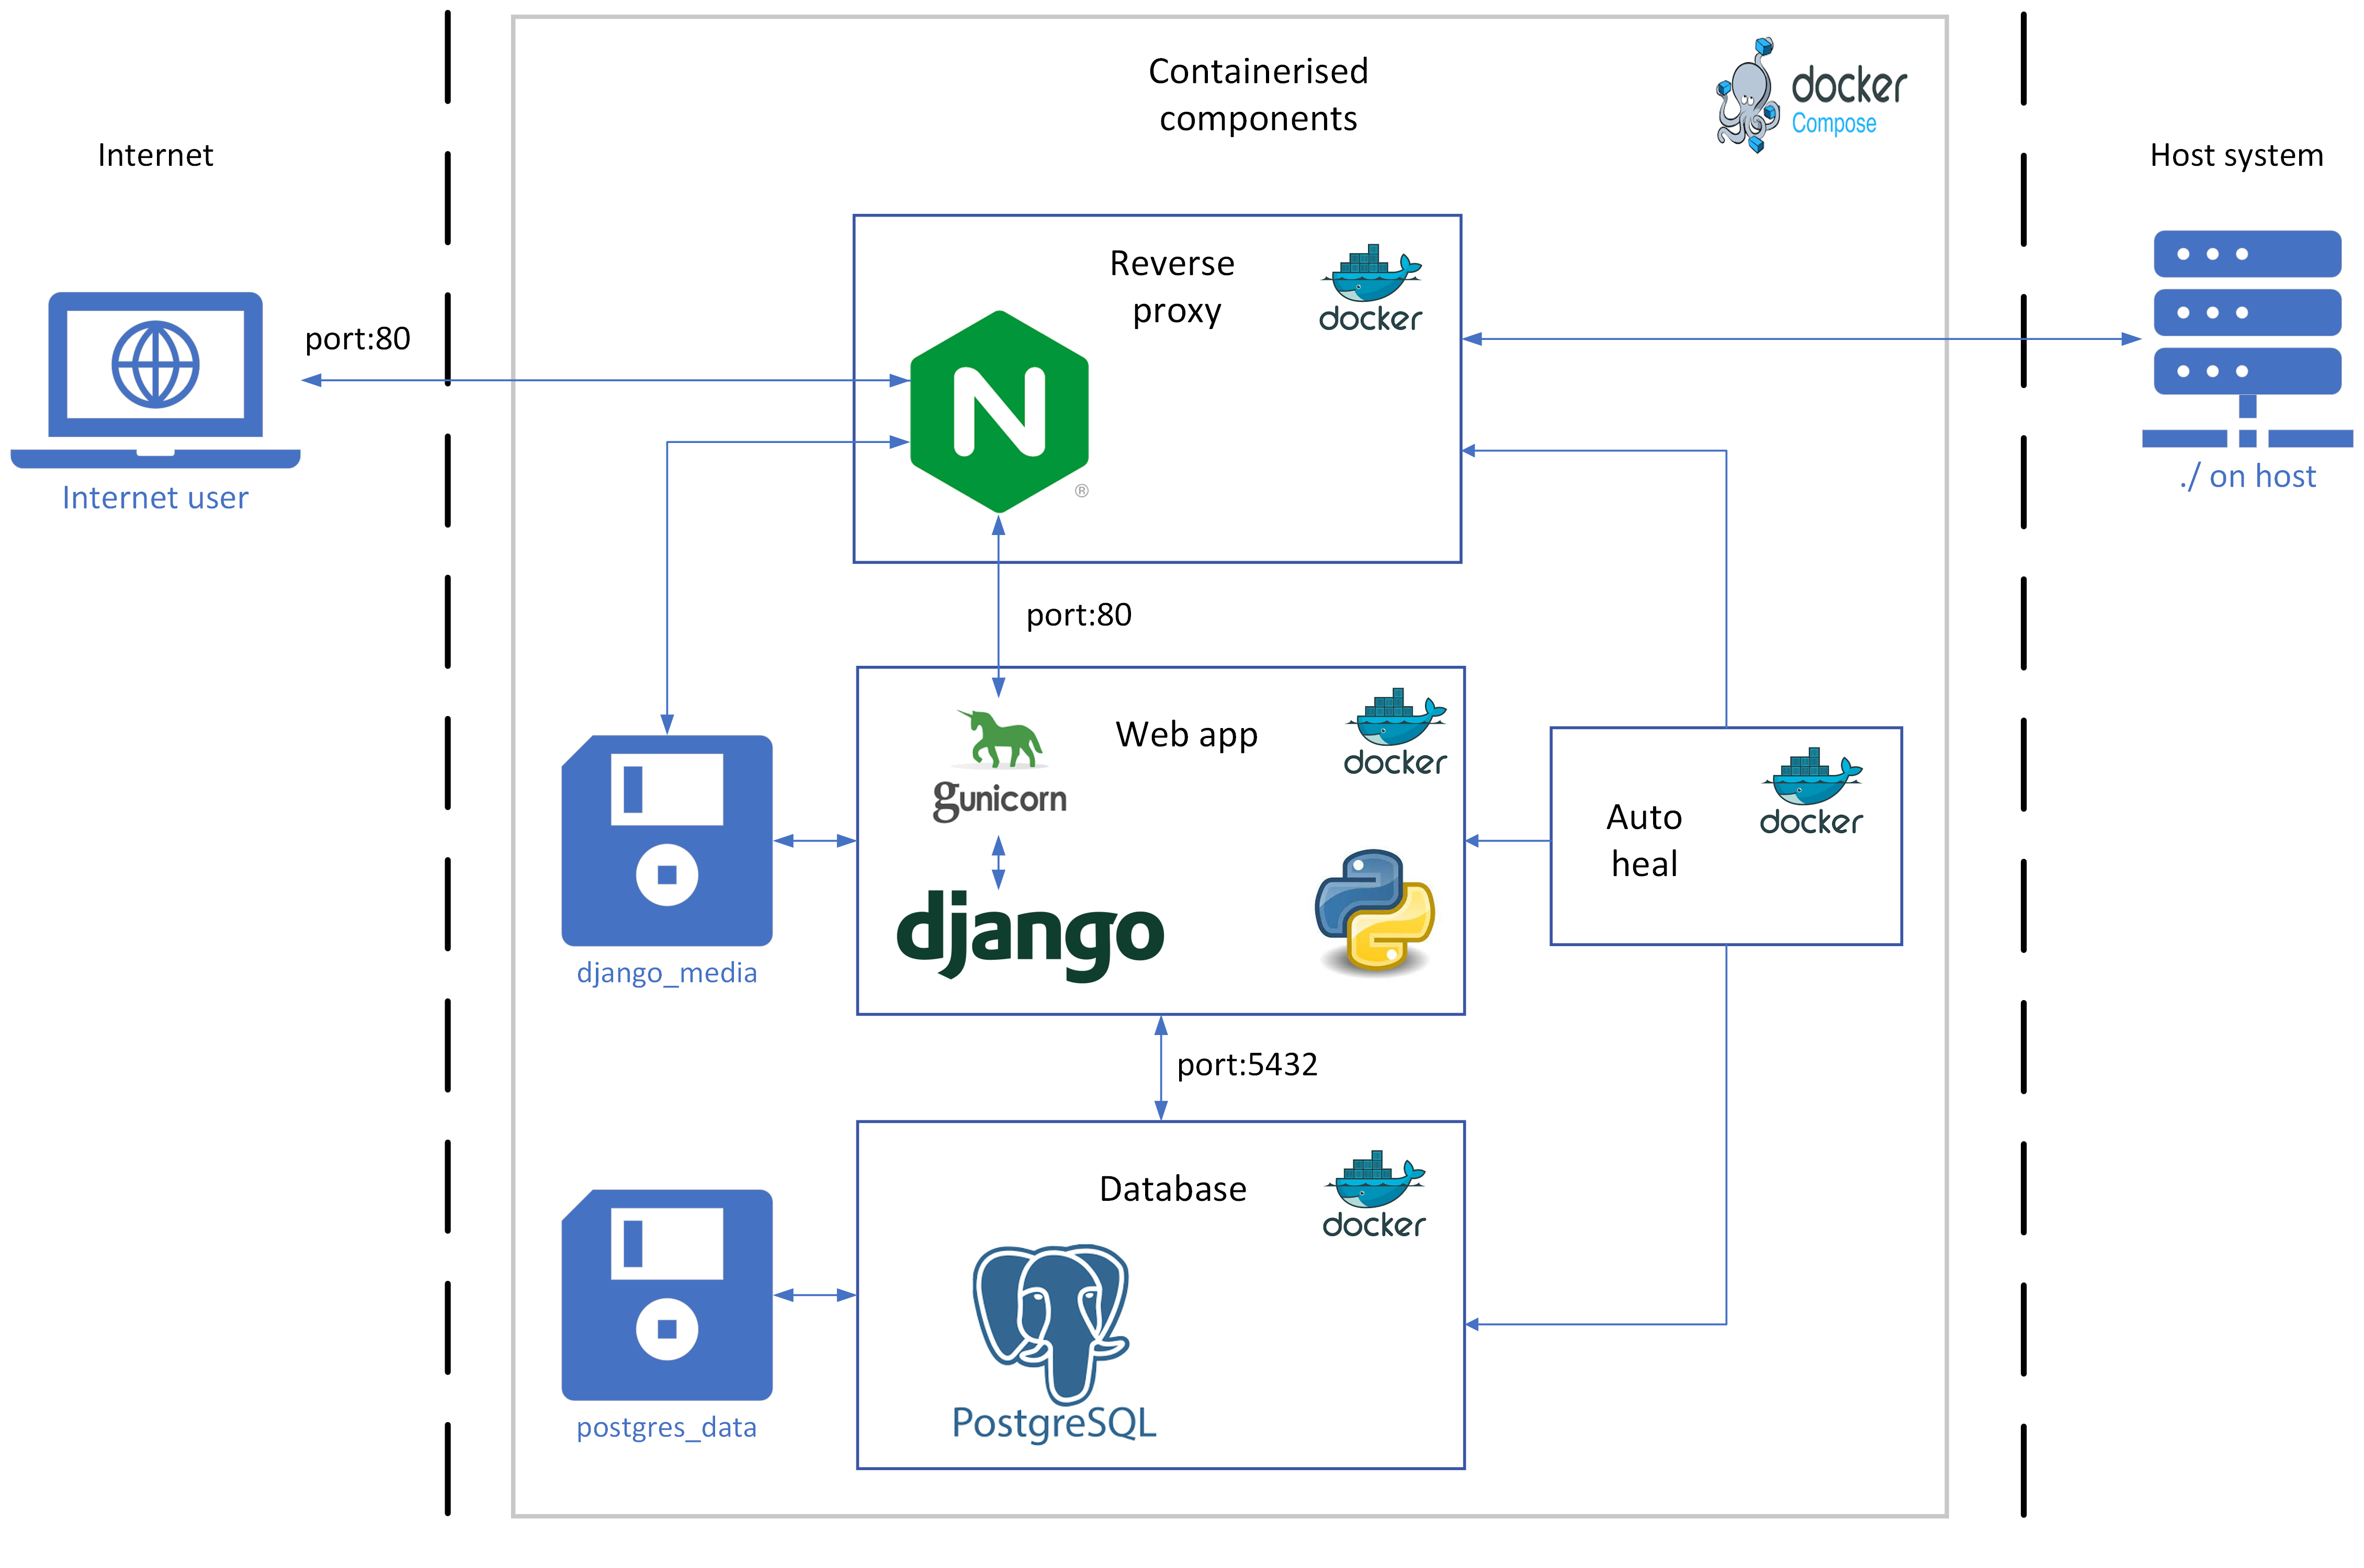 Internet
Internet user
port:80
Containerised
components
docker
Compose
Reverse
proxy
docker
N
®
port:80
Web app
docker
gunicorn
django
django_media
Auto
heal
docker
port:5432
Database
docker
PostgreSQL
postgres_data
Host system
./ on host